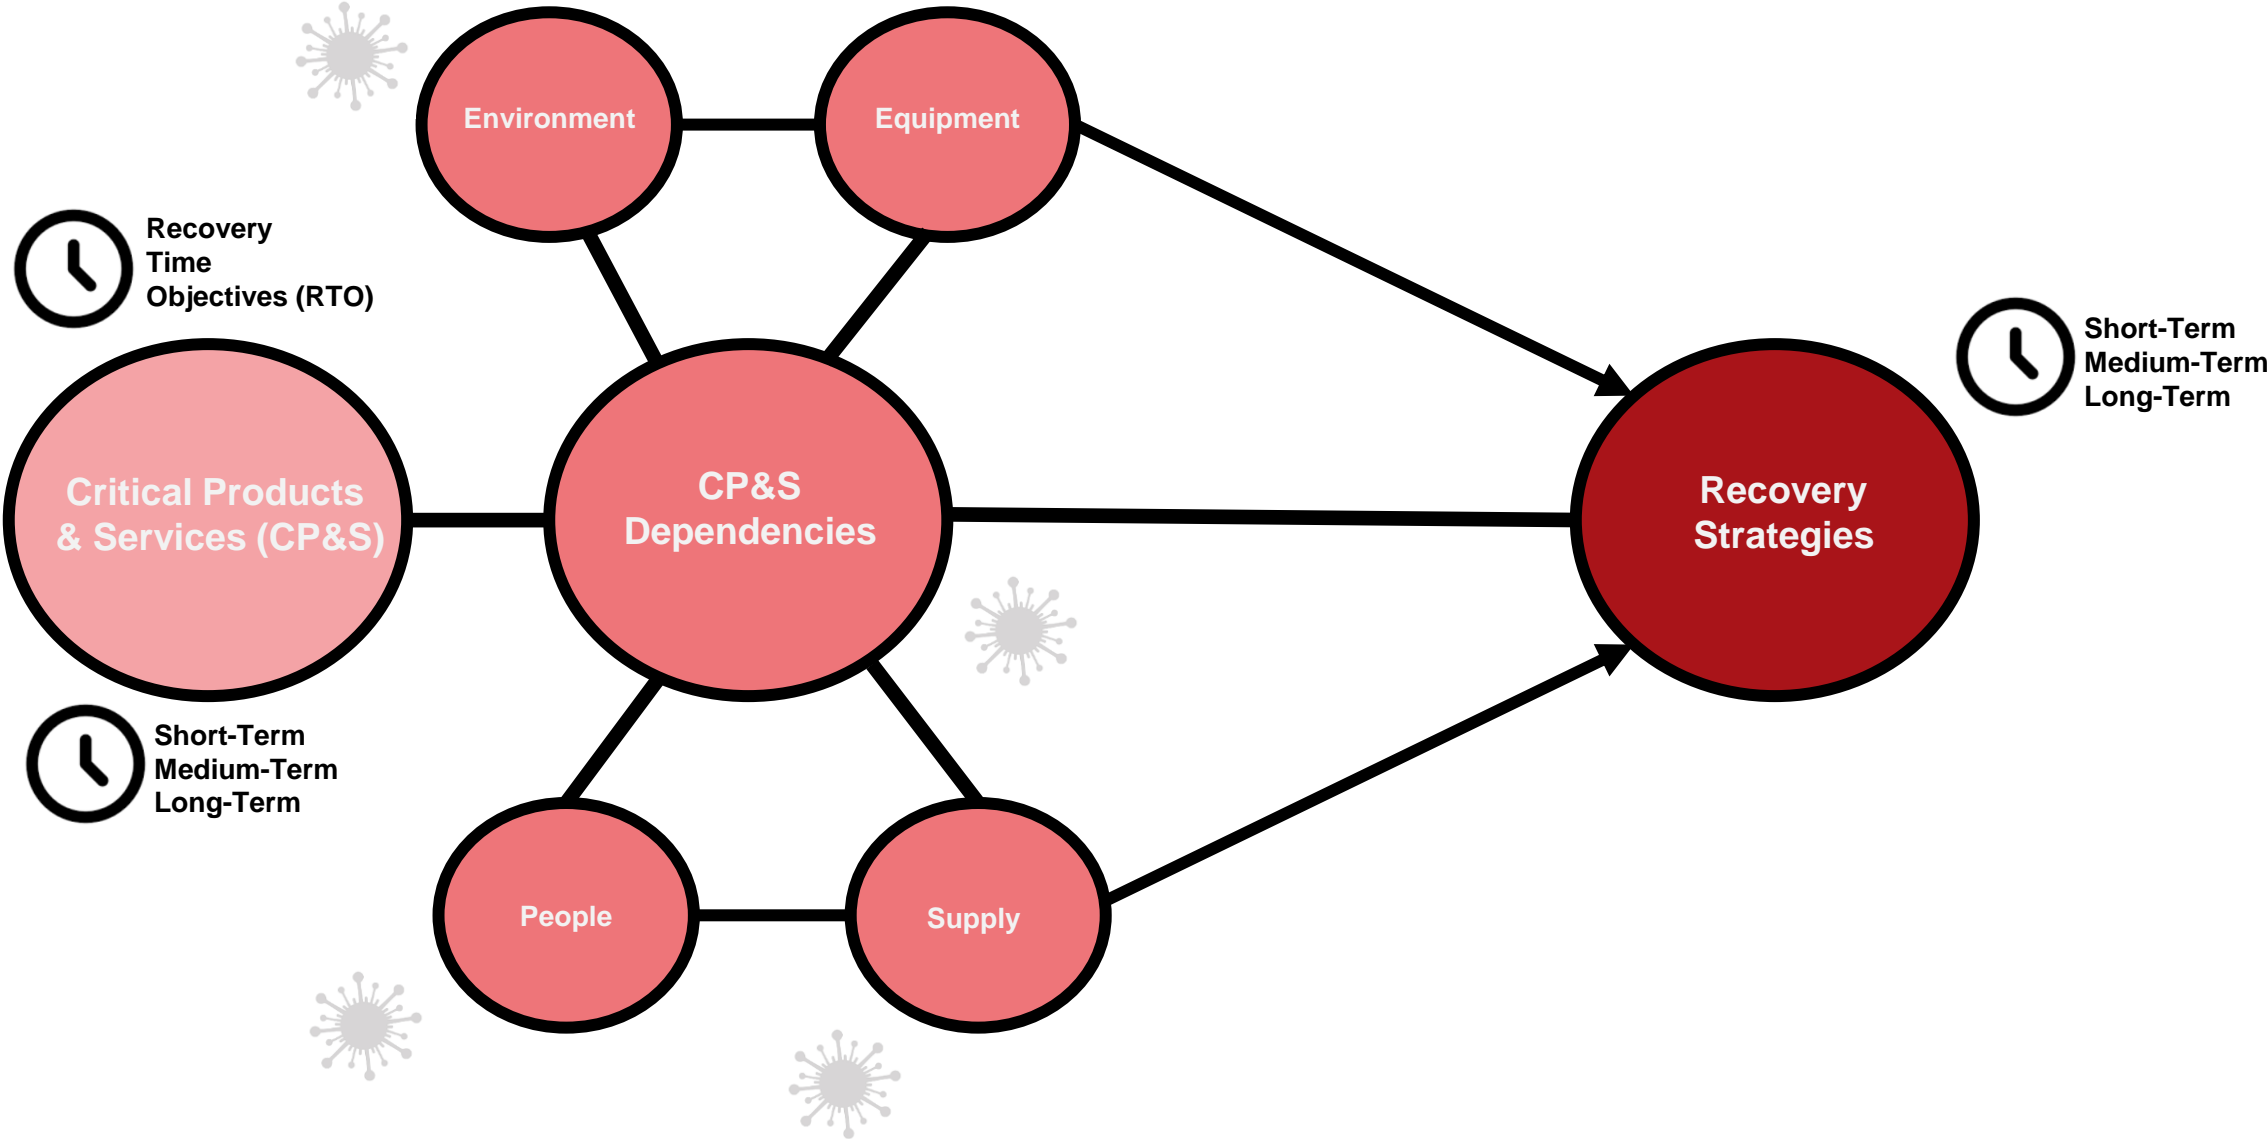 Environment
Equipment
Recovery
Time
Objectives (RTO)
Short-Term
Medium-Term
Long-Term
Critical Products
& Services (CP&S)
CP&S
Dependencies
Recovery
Strategies
Short-Term
Medium-Term
Long-Term
People
Supply